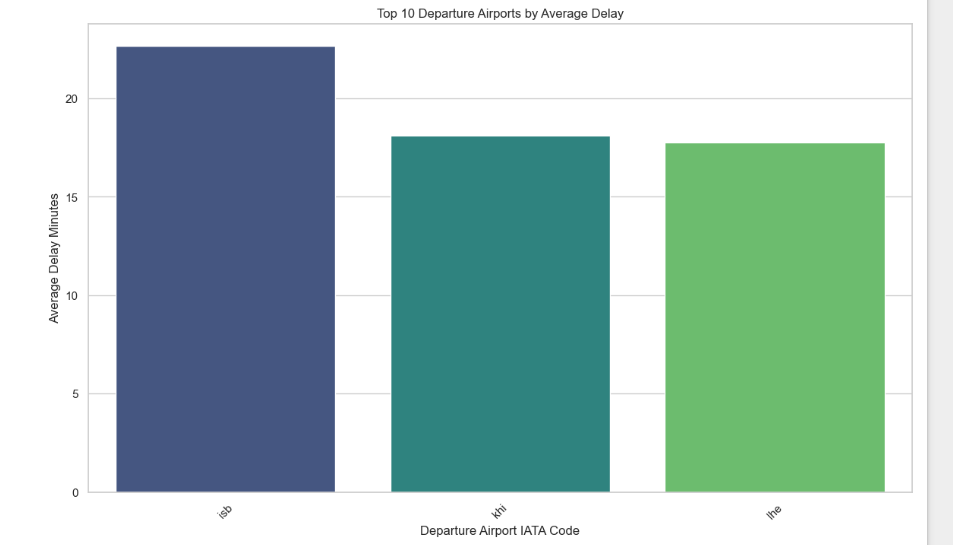 Top 10 Departure Airports by Average Delay
Average Delay Minutes
20
15
10
5
0
isb
khi
lhe
Departure Airport IATA Code